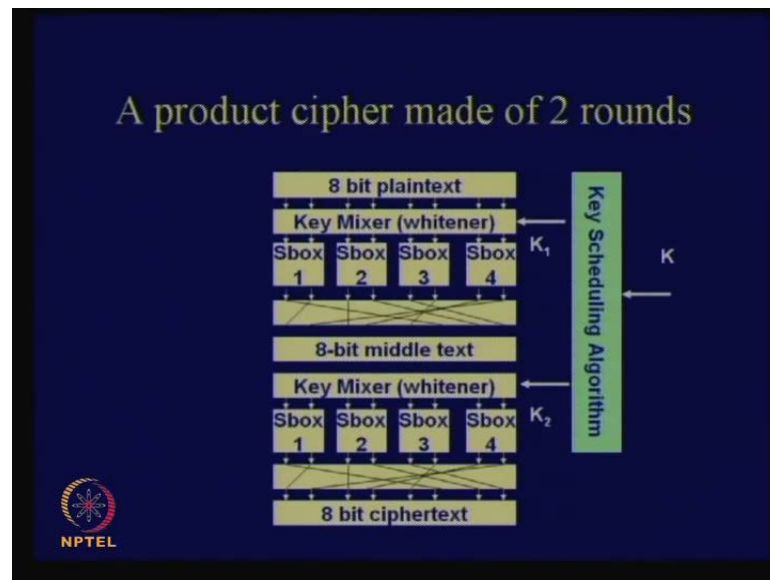 A product cipher made of 2 rounds
8 bit plaintext
Key Mixer (whitener)
K1
Sbox 1
Sbox 2
Sbox 3
Sbox 4
8-bit middle text
Key Mixer (whitener)
K2
Sbox 1
Sbox 2
Sbox 3
Sbox 4
8 bit ciphertext
Key Scheduling Algorithm
K
NPTEL